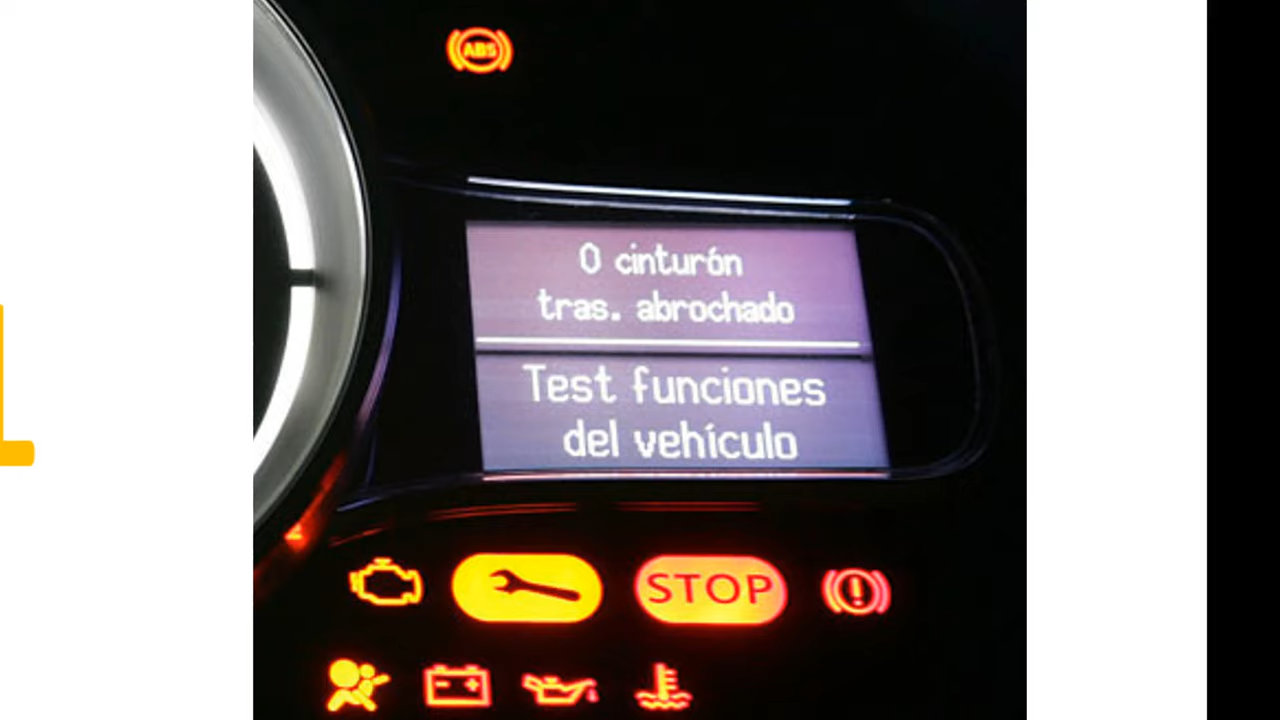 ABS
0 cinturón
tras. abrochado
Test funciones
del vehículo
STOP